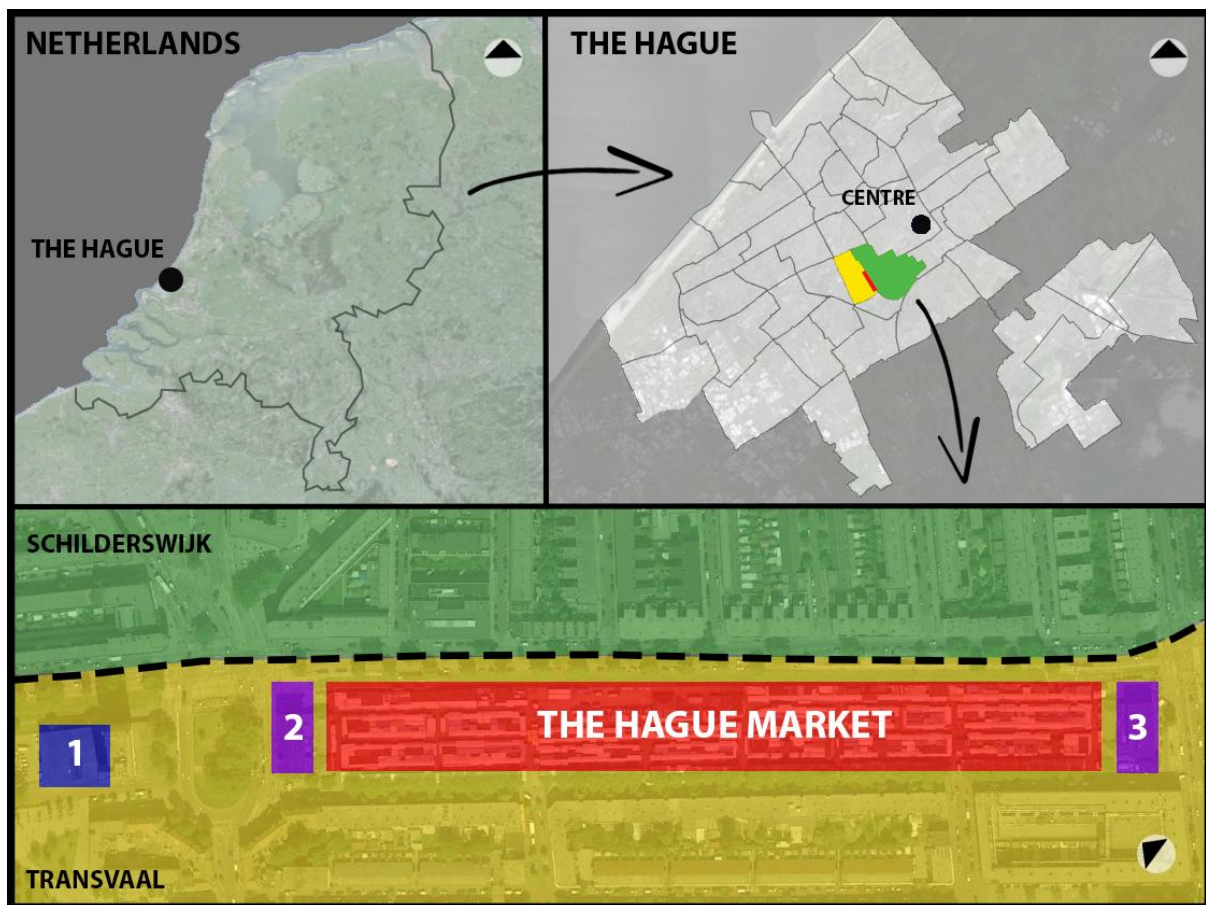 NETHERLANDS
THE HAGUE
THE HAGUE
CENTRE
SCHILDERSWIJK
1
2
THE HAGUE MARKET
3
TRANSVAAL